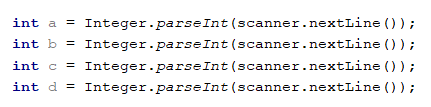 int a = Integer.parseInt(scanner.nextLine());
int b = Integer.parseInt(scanner.nextLine());
int c = Integer.parseInt(scanner.nextLine());
int d = Integer.parseInt(scanner.nextLine());